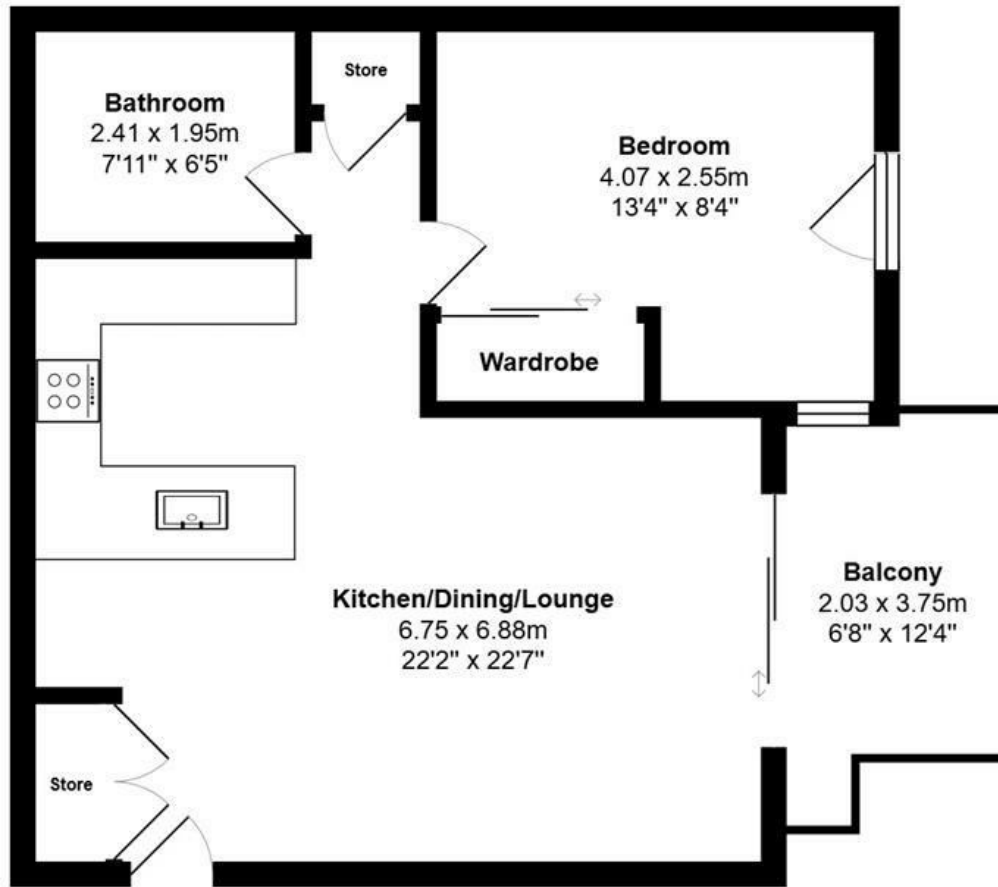 Bathroom
2.41 x 1.95m
7'11" x 6'5"
Store
Bedroom
4.07 x 2.55m
13'4" x 8'4"
Wardrobe
Kitchen/Dining/Lounge
6.75 x 6.88m
22'2" x 22'7"
Balcony
2.03 x 3.75m
6'8" x 12'4"
Store